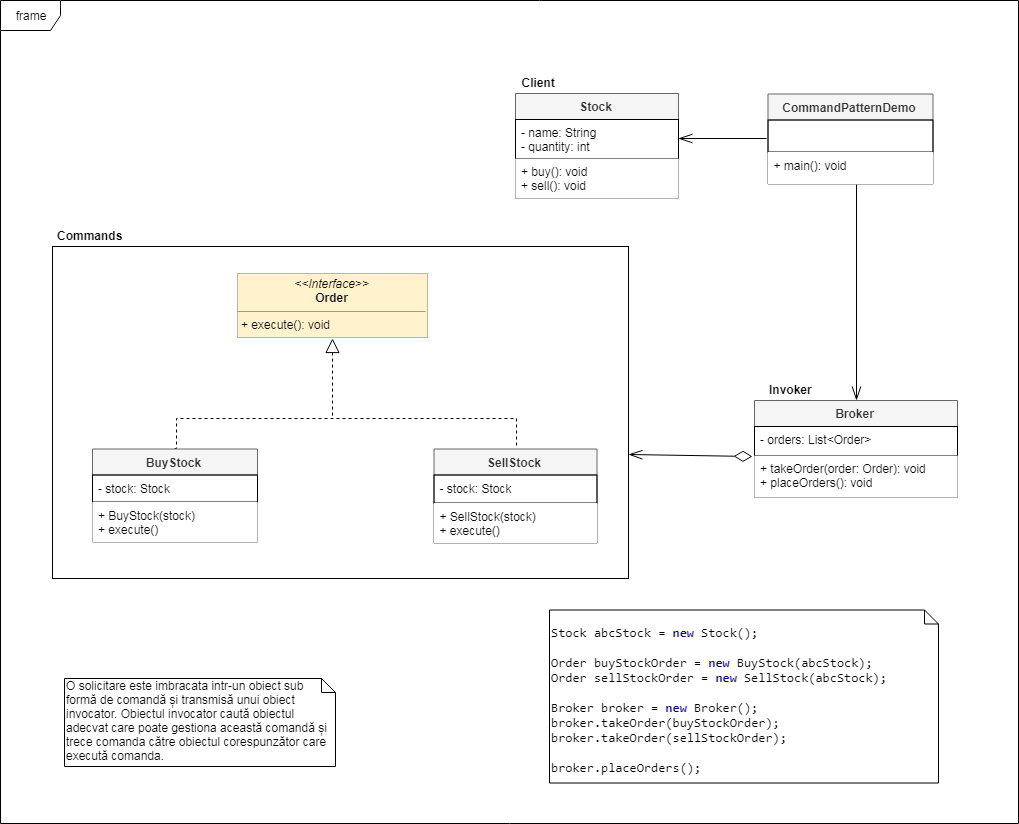 frame
Client
Stock
- name: String
- quantity: int
+ buy(): void
+ sell(): void
CommandPatternDemo
+ main(): void
Commands
<<Interface>>
Order
+ execute(): void
BuyStock
- stock: Stock
+ BuyStock(stock)
+ execute()
SellStock
- stock: Stock
+ SellStock(stock)
+ execute()
Invoker
Broker
- orders: List<Order>
+ takeOrder(order: Order): void
+ placeOrders(): void
O solicitare este imbracata intr-un obiect sub
formă de comandă și transmisă unui obiect
invocator. Obiectul invocator caută obiectul
adecvat care poate gestiona această comandă și
trece comanda către obiectul corespunzător care
execută comanda.
Stock abcStock = new Stock();
Order buyStockOrder = new BuyStock(abcStock);
Order sellStockOrder = new SellStock(abcStock);
Broker broker = new Broker();
broker.takeOrder(buyStockOrder);
broker.takeOrder(sellStockOrder);
broker.placeOrders();